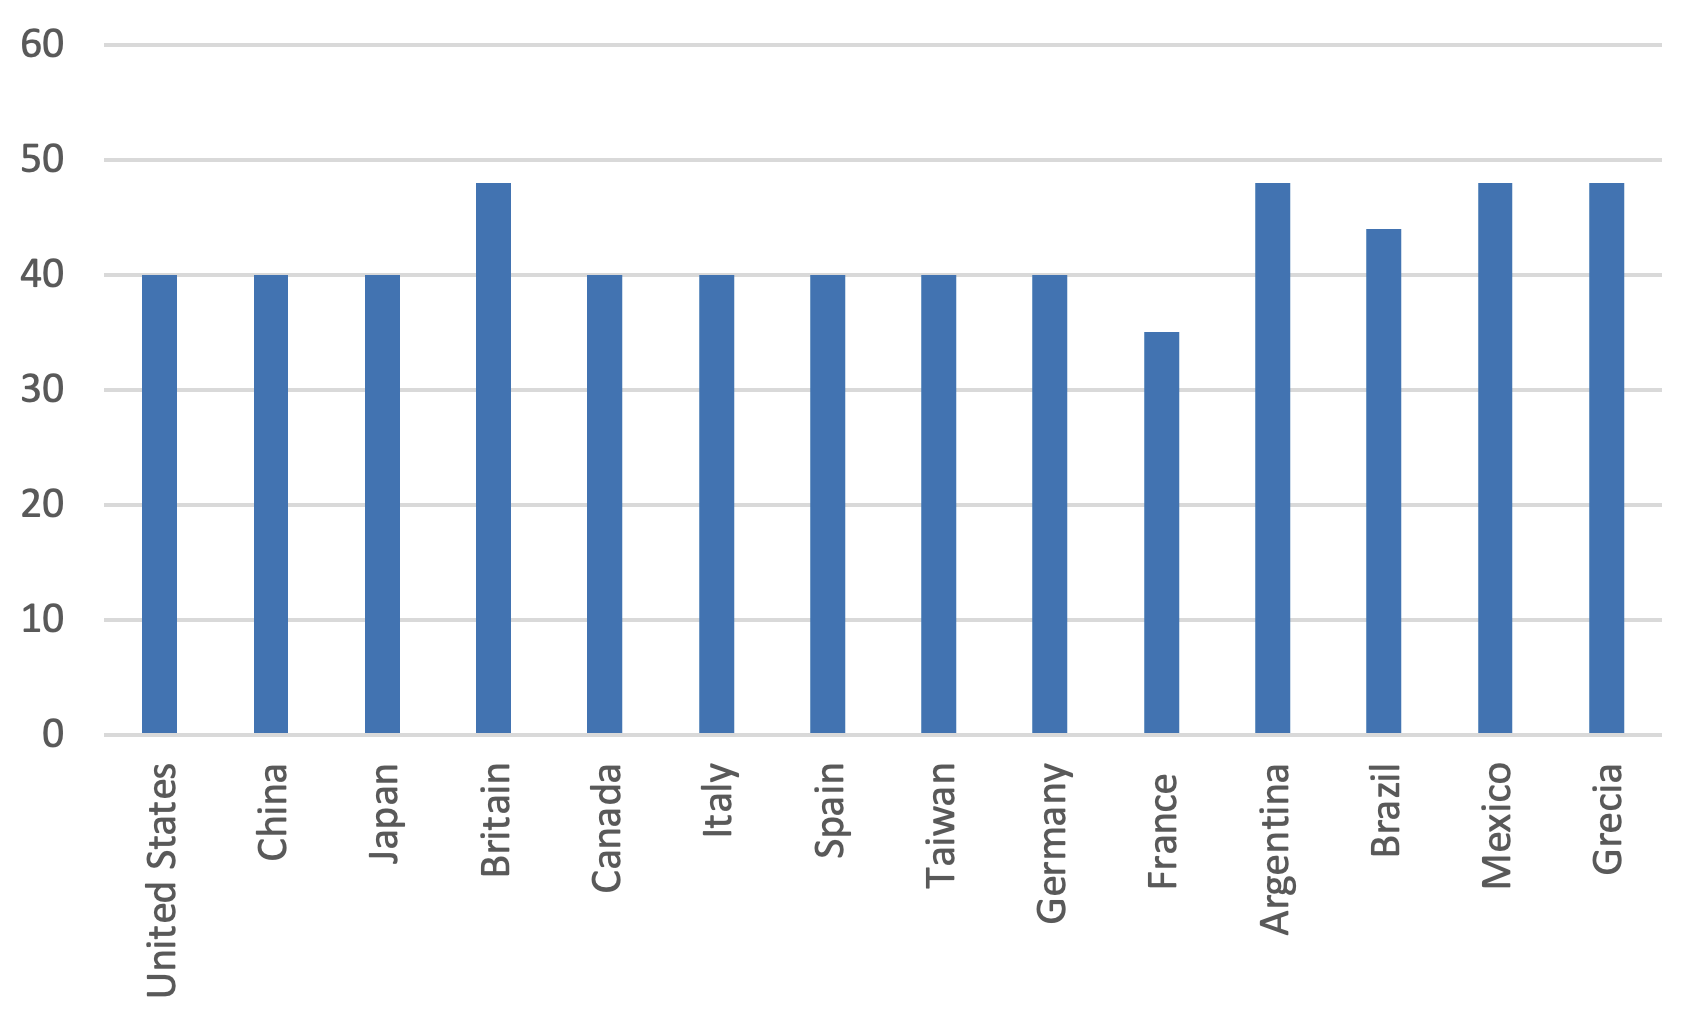 60
50
40
30
20
10
0
United States
China
Japan
Britain
Canada
Italy
Spain
Taiwan
Germany
France
Argentina
Brazil
Mexico
Grecia